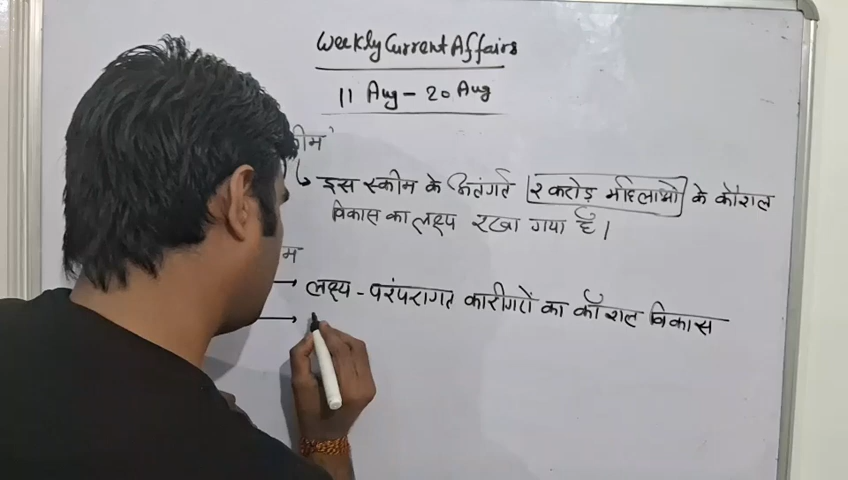 Weekly Current Affairs
11 Aug - 20 Aug
कीम'
इस स्कीम के अंतर्गत २ करोड़ महिलाओं के कौशल
विकास का लक्ष्य रखा गया है।
म
लक्ष्य - परंपरागत कारीगरों का कौशल विकास